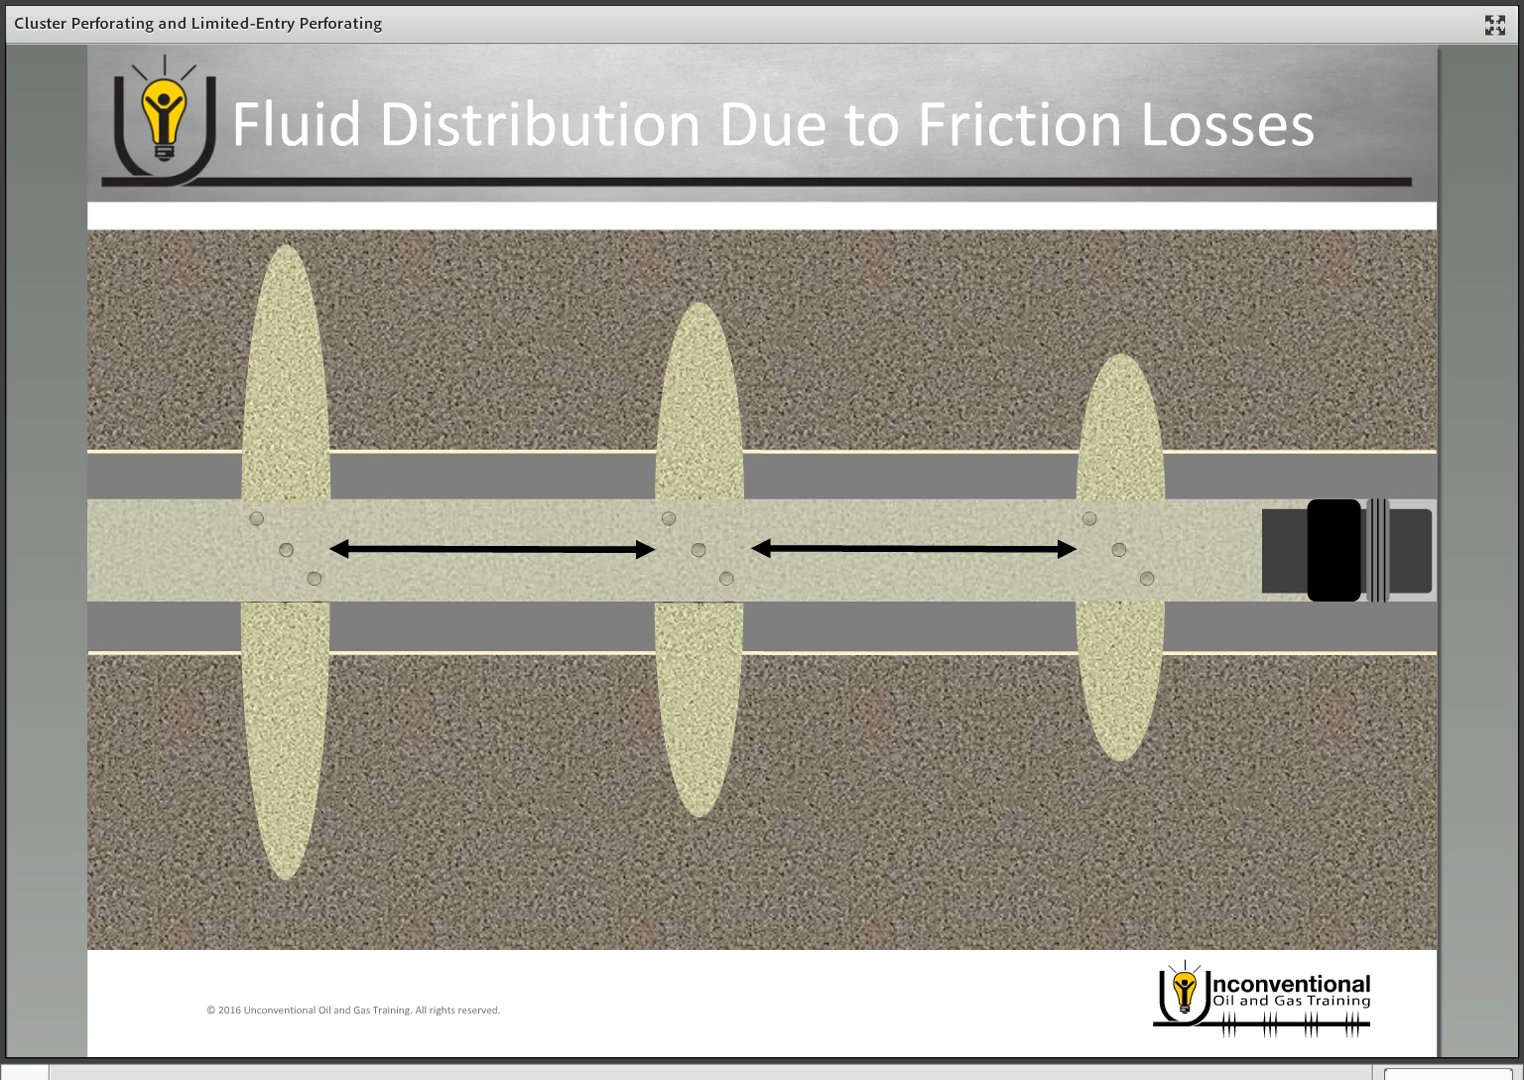 Cluster Perforating and Limited-Entry Perforating
Fluid Distribution Due to Friction Losses
Unconventional
Oil and Gas Training
© 2016 Unconventional Oil and Gas Training. All rights reserved.